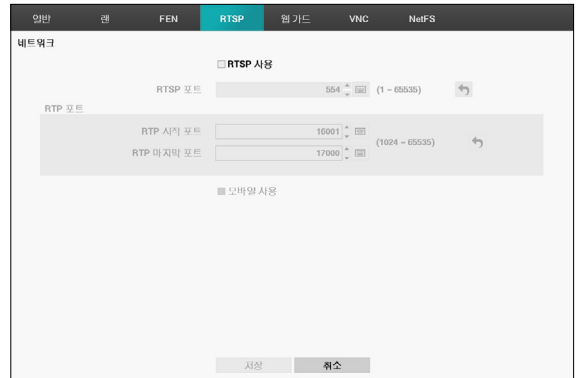 일반 랜 FEN RTSP 웹 가드 VNC NetFS
네트워크
RTSP 사용
RTSP 포트 554 (1 ~ 65535)
RTP 포트
RTP 시작 포트 16001
(1024 ~ 65535)
RTP 마지막 포트 17000
모바일 사용
저장 취소